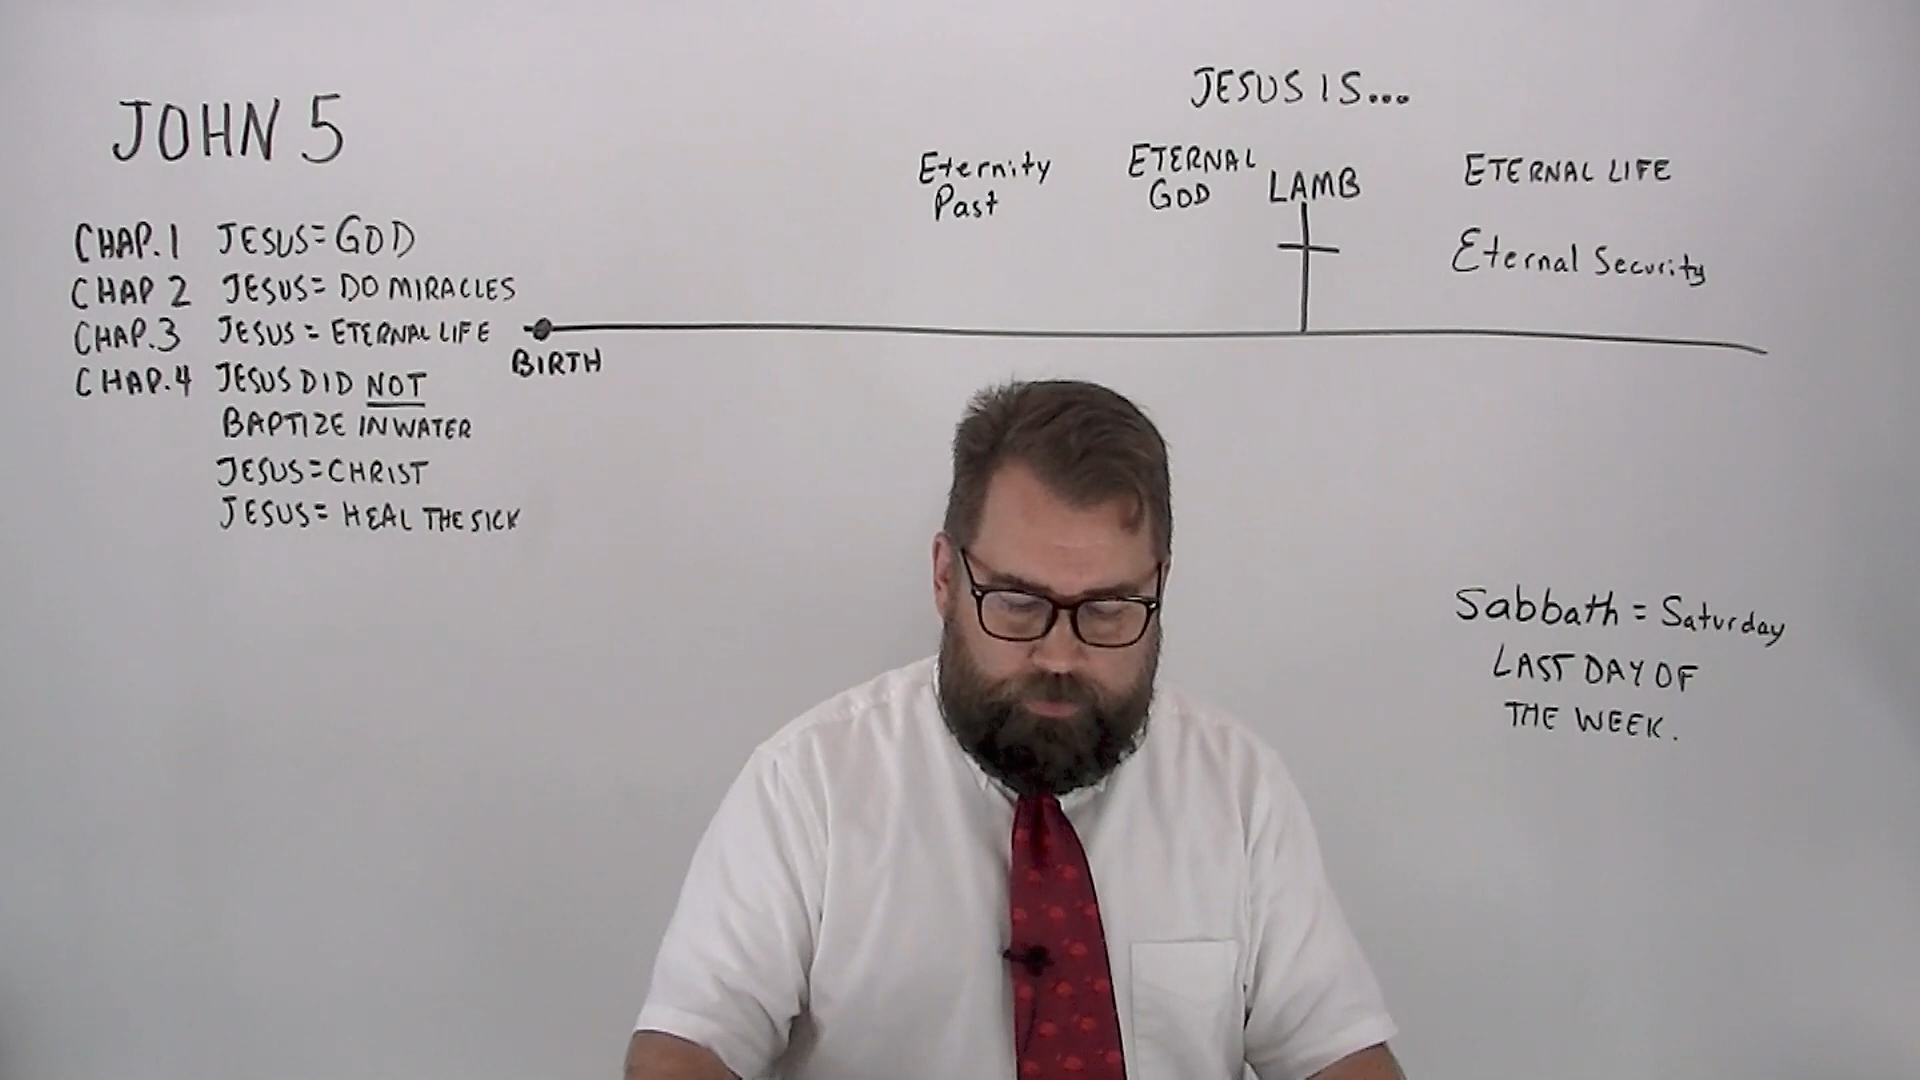 JOHN 5
CHAP.1 JESUS=GOD
CHAP 2 JESUS= DO MIRACLES
CHAP.3 JESUS = ETERNAL LIFE
CHAP.4 JESUS DID NOT
BAPTIZE IN WATER
JESUS=CHRIST
JESUS= HEAL THE SICK
BIRTH
JESUS IS...
Eternity
Past
ETERNAL
GOD
LAMB
ETERNAL LIFE
Eternal Security
Sabbath = Saturday
LAST DAY OF
THE WEEK.